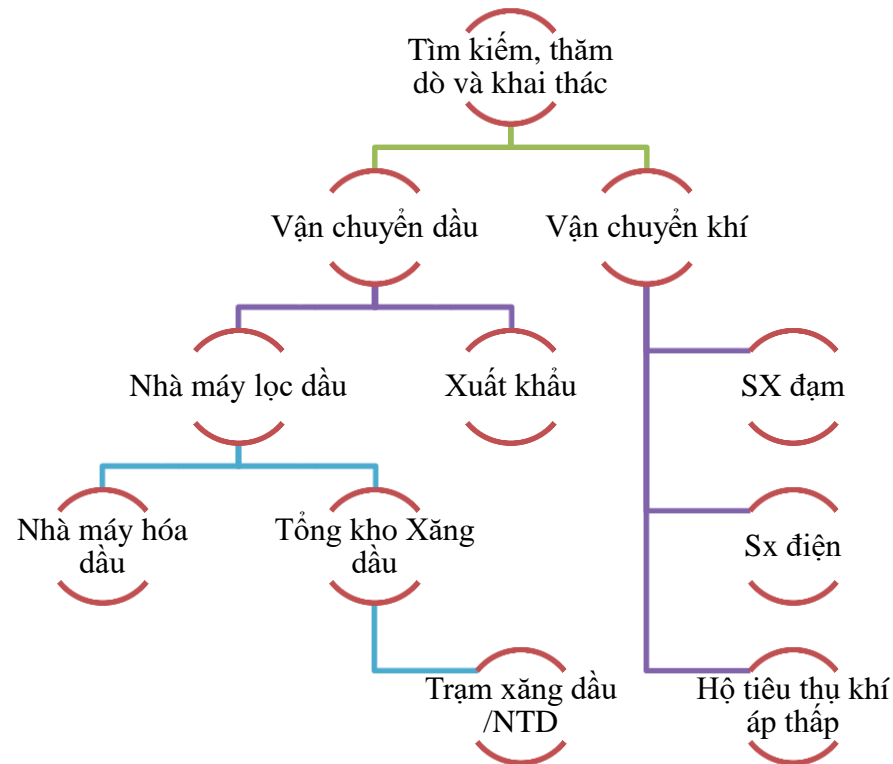 Tìm kiếm, thăm
dò và khai thác
Vận chuyển dầu
Vận chuyển khí
Nhà máy lọc dầu
Xuất khẩu
SX đạm
Nhà máy hóa
dầu
Tổng kho Xăng
dầu
Sx điện
Trạm xăng dầu
/NTD
Hộ tiêu thụ khí
áp thấp